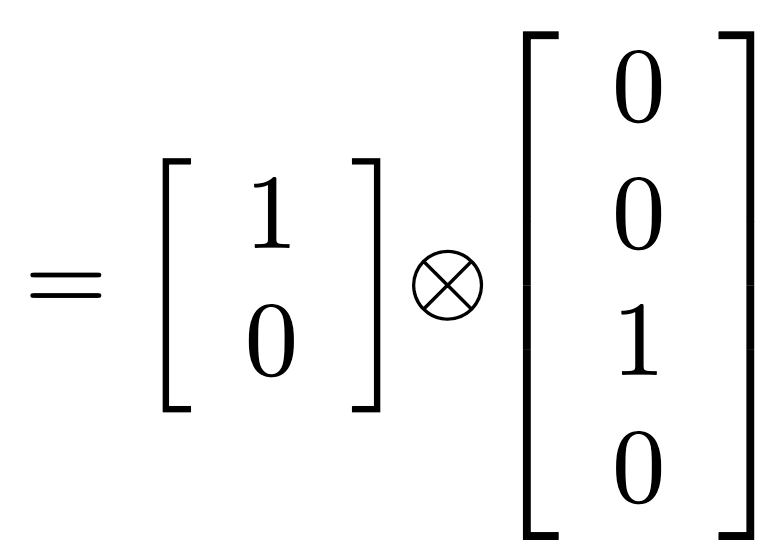 = [ 1 0 ] ⊗ [ 0 0 1 0 ]